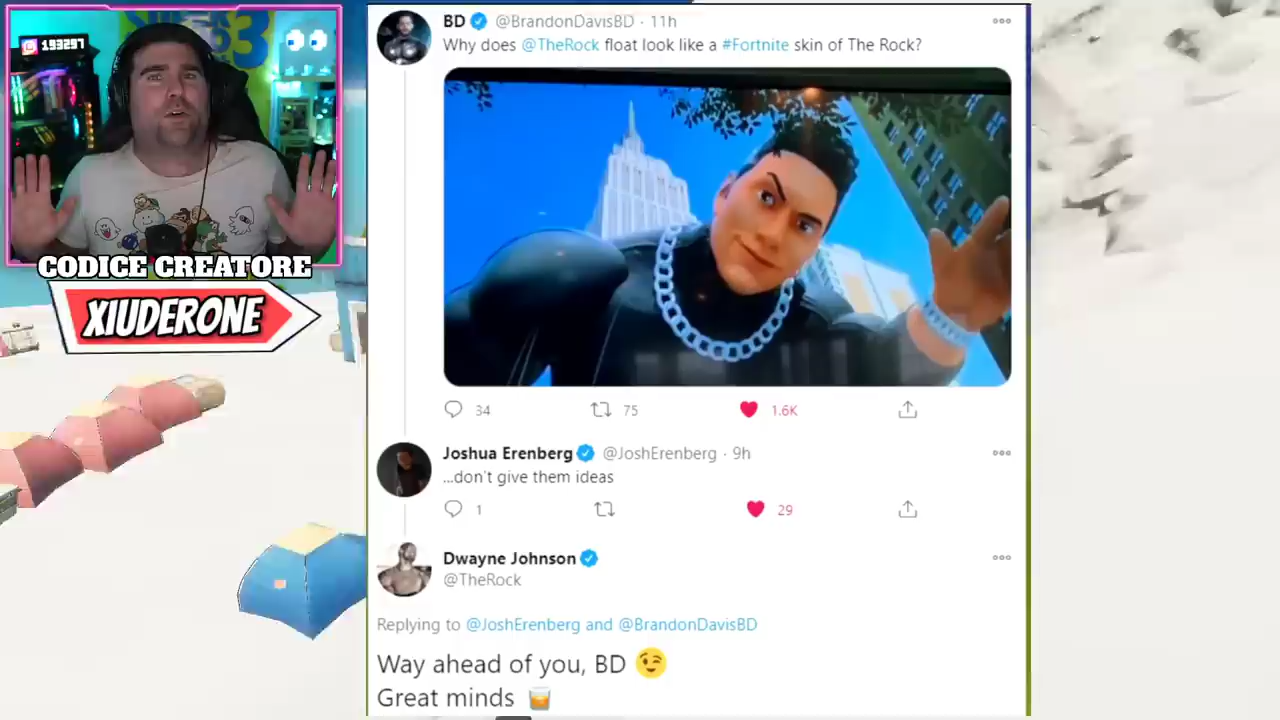 193297
CODICE CREATORE
XIUDERONE
BD @BrandonDavisBD · 11h
Why does @TheRock float look like a #Fortnite skin of The Rock?
34 75 1.6K
Joshua Erenberg @JoshErenberg · 9h
...don't give them ideas
1 29
Dwayne Johnson
@TheRock
Replying to @JoshErenberg and @BrandonDavisBD
Way ahead of you, BD 😉
Great minds 🥃